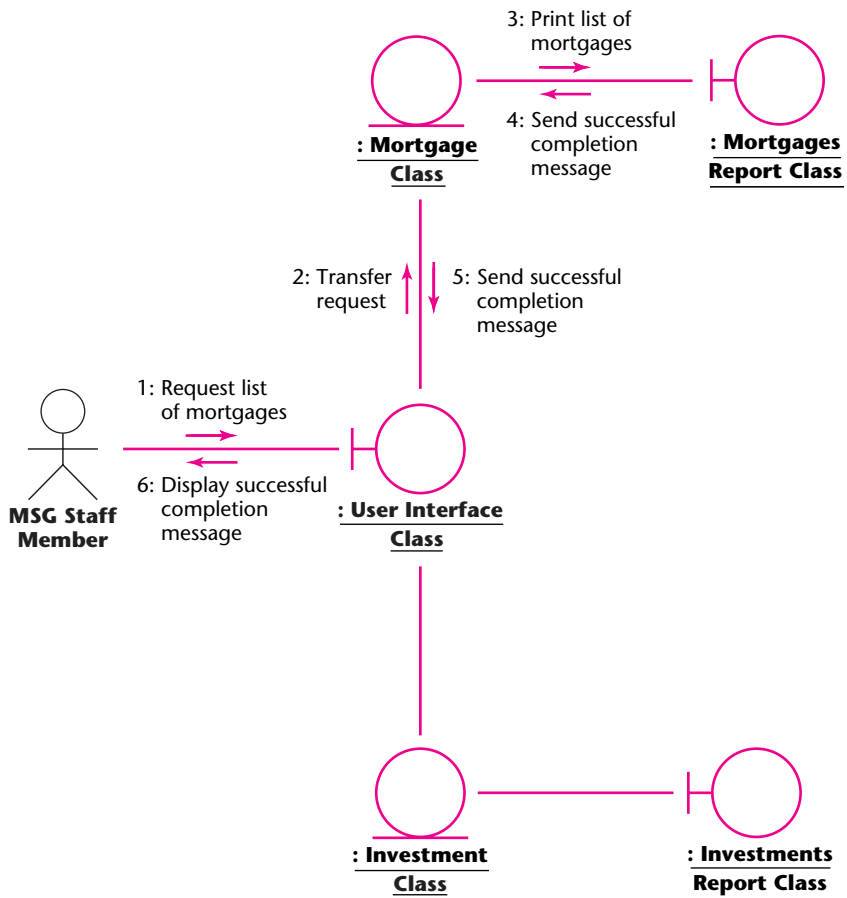 3: Print list of
mortgages
4: Send successful
completion
message
: Mortgage
Class
: Mortgages
Report Class
2: Transfer
request
5: Send successful
completion
message
1: Request list
of mortgages
6: Display successful
completion
message
MSG Staff
Member
: User Interface
Class
: Investment
Class
: Investments
Report Class